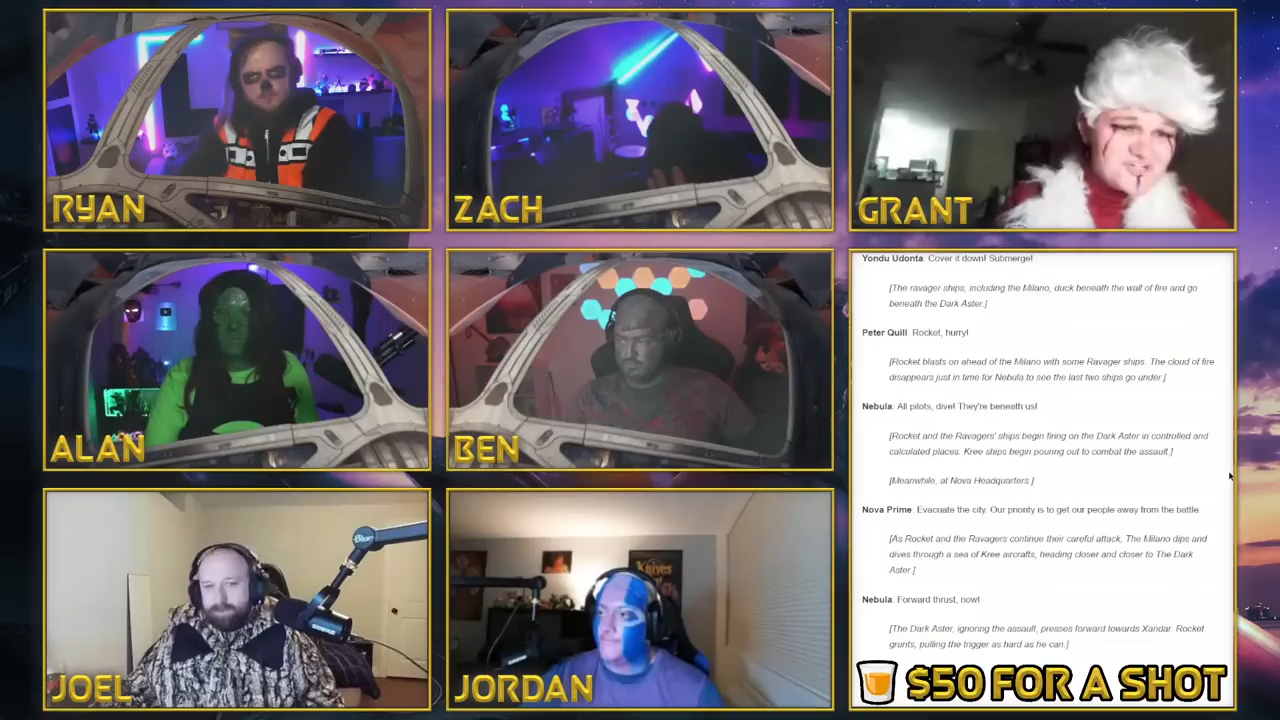 RYAN
ZACH
GRANT
ALAN
BEN
Yondu Udonta: Cover it down! Submerge!
[The ravager ships, including the Milano, duck beneath the wall of fire and go
beneath the Dark Aster.]
Peter Quill: Rocket, hurry!
[Rocket blasts on ahead of the Milano with some Ravager ships. The cloud of fire
disappears just in time for Nebula to see the last two ships go under.]
Nebula: All pilots, dive! They're beneath us!
[Rocket and the Ravagers' ships begin firing on the Dark Aster in controlled and
calculated places. Kree ships begin pouring out to combat the assault.]
[Meanwhile, at Nova Headquarters.]
Nova Prime: Evacuate the city. Our priority is to get our people away from the battle.
[As Rocket and the Ravagers continue their careful attack, The Milano dips and
dives through a sea of Kree aircrafts, heading closer and closer to The Dark
Aster.]
Nebula: Forward thrust, now!
[The Dark Aster, ignoring the assault, presses forward towards Xandar. Rocket
grunts, pulling the trigger as hard as he can.]
JOEL
JORDAN
Knives
$50 FOR A SHOT